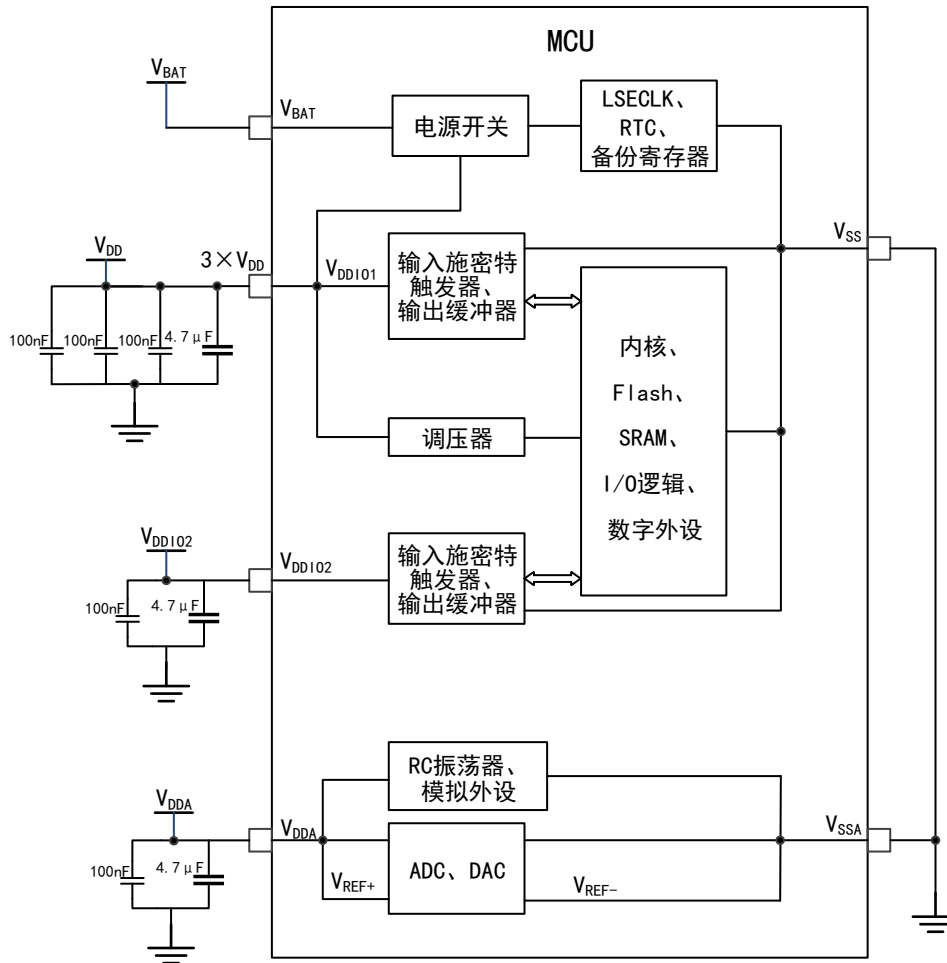 MCU
VBAT
VBAT
电源开关
LSECLK、
RTC、
备份寄存器
VDD
3×VDD
VDDIO1
输入施密特
触发器、
输出缓冲器
VSS
100nF
100nF
100nF
4.7μF
内核、
Flash、
SRAM、
I/O逻辑、
数字外设
调压器
VDDIO2
VDDIO2
输入施密特
触发器、
输出缓冲器
100nF
4.7μF
RC振荡器、
模拟外设
VDDA
VDDA
VSSA
100nF
4.7μF
ADC、DAC
VREF+
VREF-